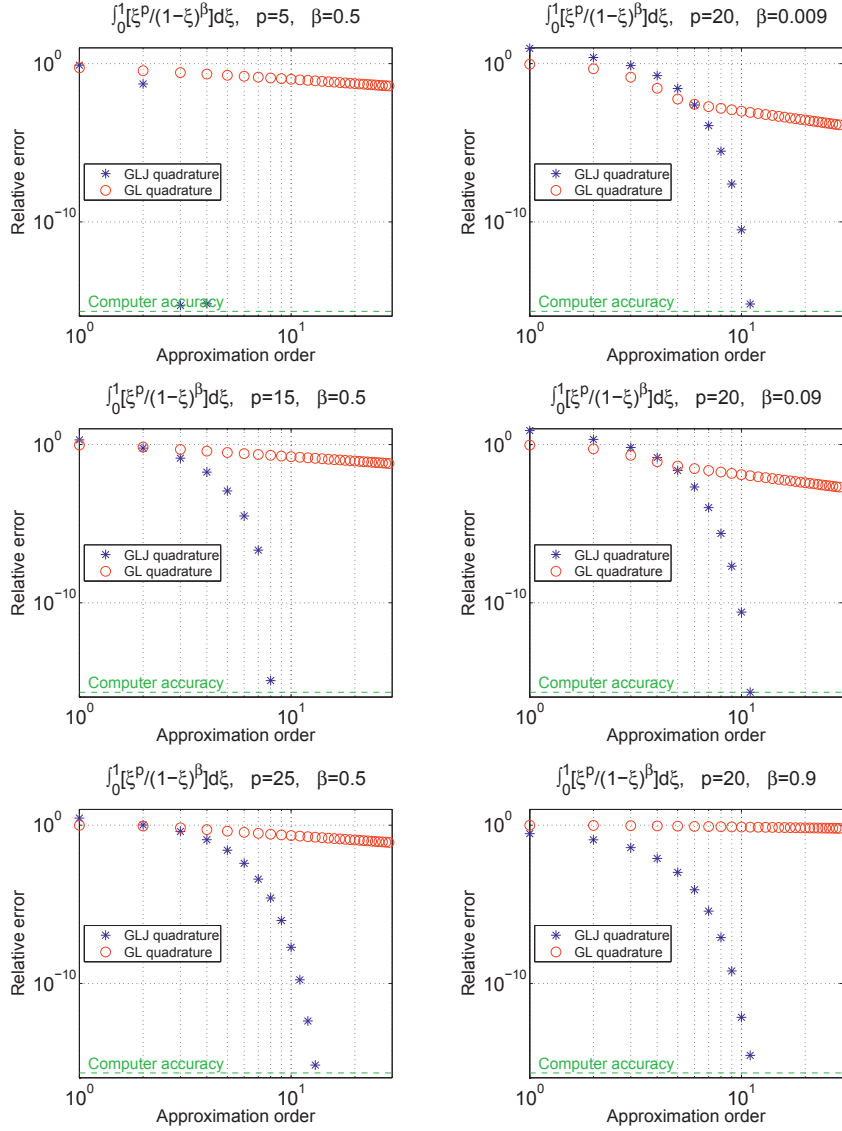 ∫₀¹[ξᵖ/(1−ξ)ᵝ]dξ, p=5, β=0.5
10⁰
10⁻¹⁰
Relative error
GLJ quadrature
GL quadrature
Computer accuracy
10⁰
10¹
Approximation order
∫₀¹[ξᵖ/(1−ξ)ᵝ]dξ, p=20, β=0.009
10⁰
10⁻¹⁰
Relative error
GLJ quadrature
GL quadrature
Computer accuracy
10⁰
10¹
Approximation order
∫₀¹[ξᵖ/(1−ξ)ᵝ]dξ, p=15, β=0.5
10⁰
10⁻¹⁰
Relative error
GLJ quadrature
GL quadrature
Computer accuracy
10⁰
10¹
Approximation order
∫₀¹[ξᵖ/(1−ξ)ᵝ]dξ, p=20, β=0.09
10⁰
10⁻¹⁰
Relative error
GLJ quadrature
GL quadrature
Computer accuracy
10⁰
10¹
Approximation order
∫₀¹[ξᵖ/(1−ξ)ᵝ]dξ, p=25, β=0.5
10⁰
10⁻¹⁰
Relative error
GLJ quadrature
GL quadrature
Computer accuracy
10⁰
10¹
Approximation order
∫₀¹[ξᵖ/(1−ξ)ᵝ]dξ, p=20, β=0.9
10⁰
10⁻¹⁰
Relative error
GLJ quadrature
GL quadrature
Computer accuracy
10⁰
10¹
Approximation order